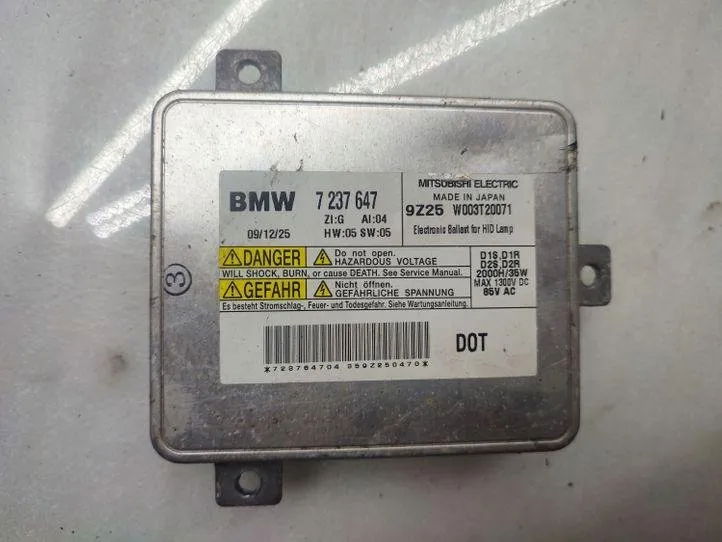 BMW 7 237 647
ZI:G AI:04
09/12/25 HW:05 SW:05
MITSUBISHI ELECTRIC
MADE IN JAPAN
9Z25 W003T20071
Electronic Ballast for HID Lamp
DANGER Do not open. HAZARDOUS VOLTAGE
WILL SHOCK, BURN, or cause DEATH. See Service Manual.
GEFAHR Nicht öffnen. GEFÄHRLICHE SPANNUNG
Es besteht Stromschlag-, Feuer- und Todesgefahr. Siehe Wartungsanleitung.
D1S,D1R
D2S,D2R
2000H/35W
MAX 1300V DC
85V AC
3
DOT
*723764704 359Z250470*